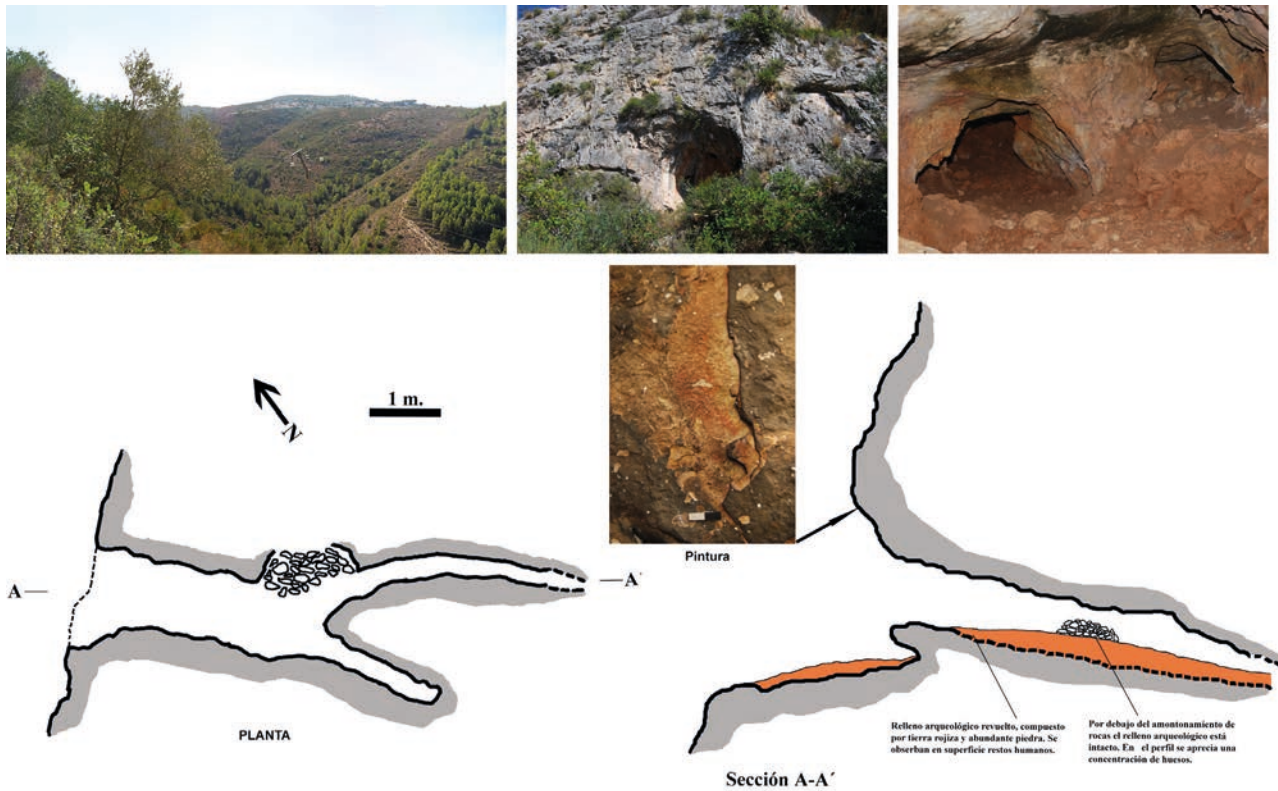 N
1 m.
A
A´
PLANTA
Pintura
Relleno arqueológico revuelto, compuesto
por tierra rojiza y abundante piedra. Se
obserban en superficie restos humanos.
Por debajo del amontonamiento de
rocas el relleno arqueológico está
intacto. En el perfil se aprecia una
concentración de huesos.
Sección A-A´